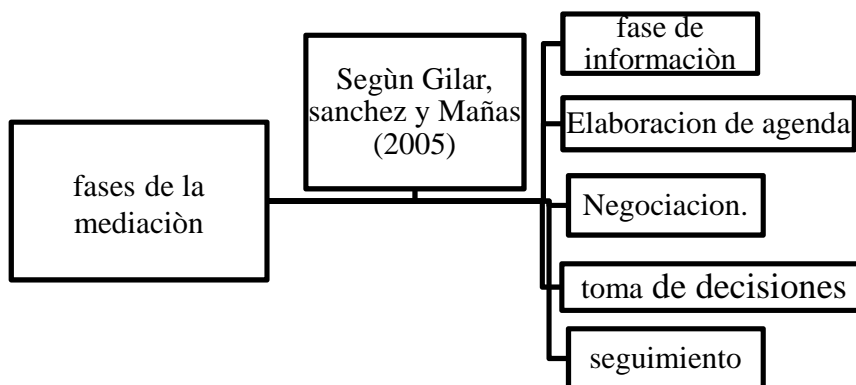 fases de la
mediaciòn
Segùn Gilar,
sanchez y Mañas
(2005)
fase de
informaciòn
Elaboracion de agenda
Negociacion.
toma de decisiones
seguimiento